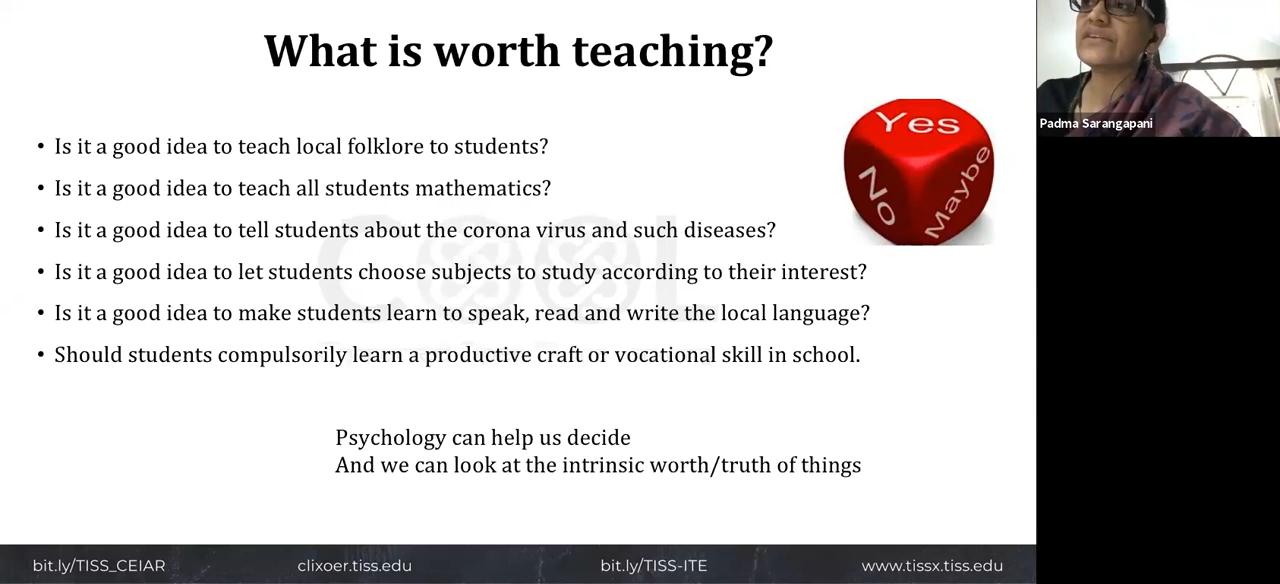 What is worth teaching?
• Is it a good idea to teach local folklore to students?
• Is it a good idea to teach all students mathematics?
• Is it a good idea to tell students about the corona virus and such diseases?
• Is it a good idea to let students choose subjects to study according to their interest?
• Is it a good idea to make students learn to speak, read and write the local language?
• Should students compulsorily learn a productive craft or vocational skill in school.
Yes
No
Maybe
Psychology can help us decide
And we can look at the intrinsic worth/truth of things
COOL
bit.ly/TISS_CEIAR
clixoer.tiss.edu
bit.ly/TISS-ITE
www.tissx.tiss.edu
Padma Sarangapani